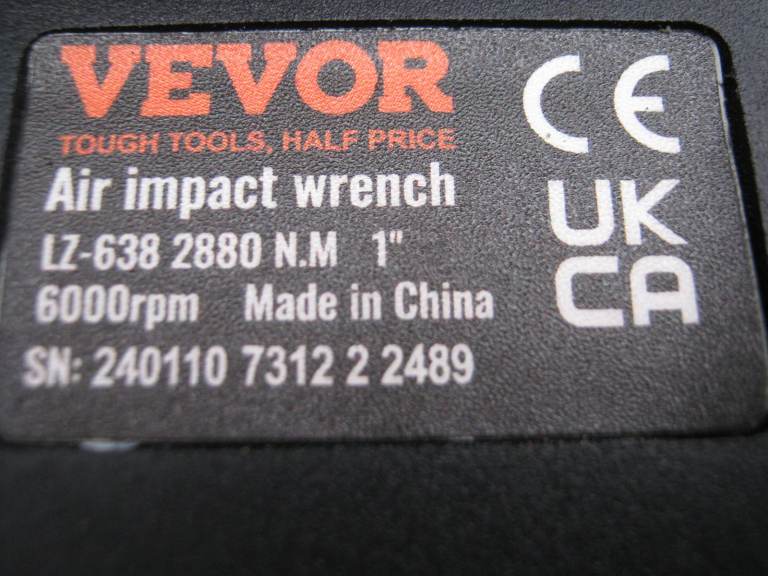 VEVOR
TOUGH TOOLS, HALF PRICE
Air impact wrench
LZ-638 2880 N.M 1"
6000rpm Made in China
SN: 240110 7312 2 2489
CE
UK
CA